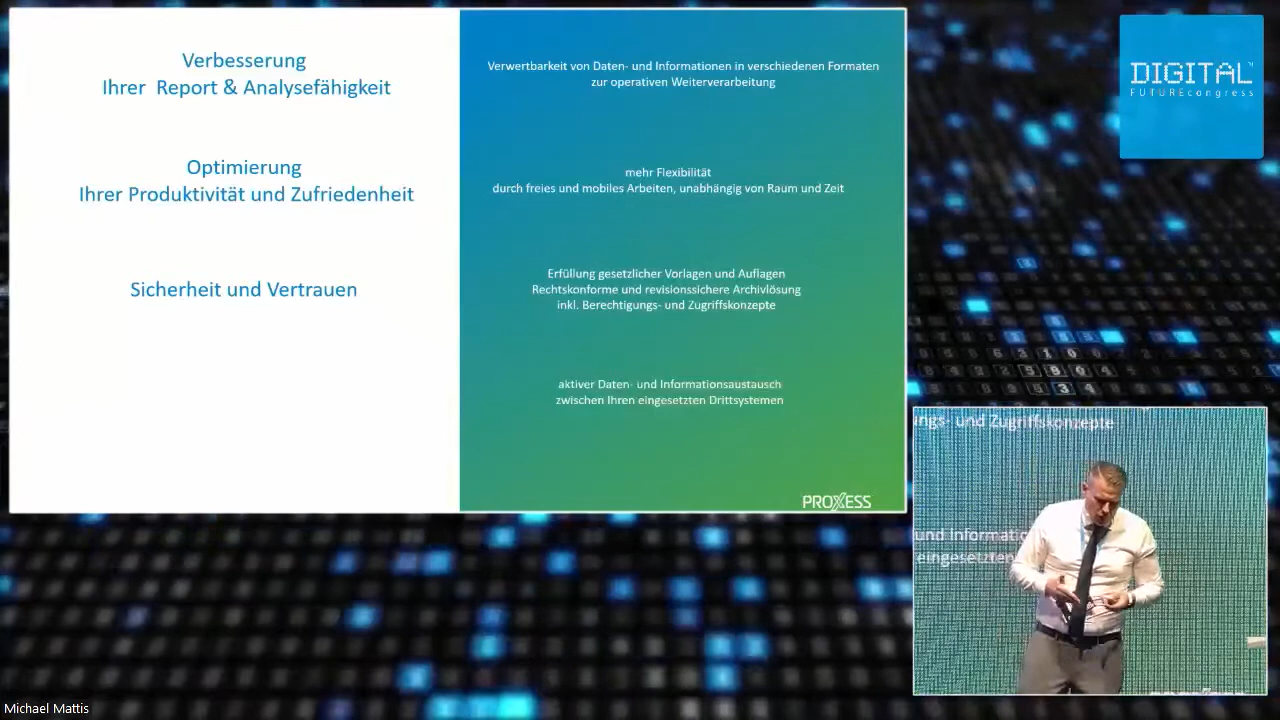 Verbesserung
Ihrer Report & Analysefähigkeit
Verwertbarkeit von Daten- und Informationen in verschiedenen Formaten
zur operativen Weiterverarbeitung
Optimierung
Ihrer Produktivität und Zufriedenheit
mehr Flexibilität
durch freies und mobiles Arbeiten, unabhängig von Raum und Zeit
Sicherheit und Vertrauen
Erfüllung gesetzlicher Vorlagen und Auflagen
Rechtskonforme und revisionssichere Archivlösung
inkl. Berechtigungs- und Zugriffskonzepte
aktiver Daten- und Informationsaustausch
zwischen Ihren eingesetzten Drittsystemen
PROXESS
DIGITAL
FUTUREcongress
ungs- und Zugriffskonzepte
und Informatio
eingesetzten
Michael Mattis